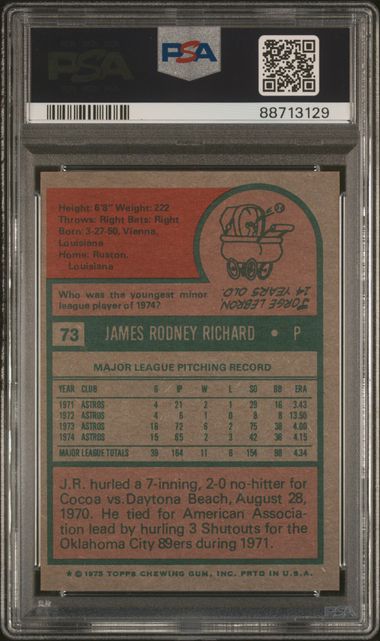 PSA
PSA
88713129
Height: 6'8" Weight: 222
Throws: Right Bats: Right
Born: 3-27-50, Vienna,
Louisiana
Home: Ruston,
Louisiana
Who was the youngest minor
league player of 1974?
JORGE LEBRON,
14 YEARS OLD.
73 JAMES RODNEY RICHARD • P
MAJOR LEAGUE PITCHING RECORD
YEAR CLUB G IP W L SO BB ERA
1971 ASTROS 4 21 2 1 29 16 3.43
1972 ASTROS 4 6 1 0 8 8 13.50
1973 ASTROS 16 72 6 2 75 38 4.00
1974 ASTROS 15 65 2 3 42 36 4.15
MAJOR LEAGUE TOTALS 39 164 11 6 154 98 4.34
J.R. hurled a 7-inning, 2-0 no-hitter for
Cocoa vs. Daytona Beach, August 28,
1970. He tied for American Associa-
tion lead by hurling 3 Shutouts for the
Oklahoma City 89ers during 1971.
★ © 1975 TOPPS CHEWING GUM, INC. PRTD IN U.S.A.
PSA